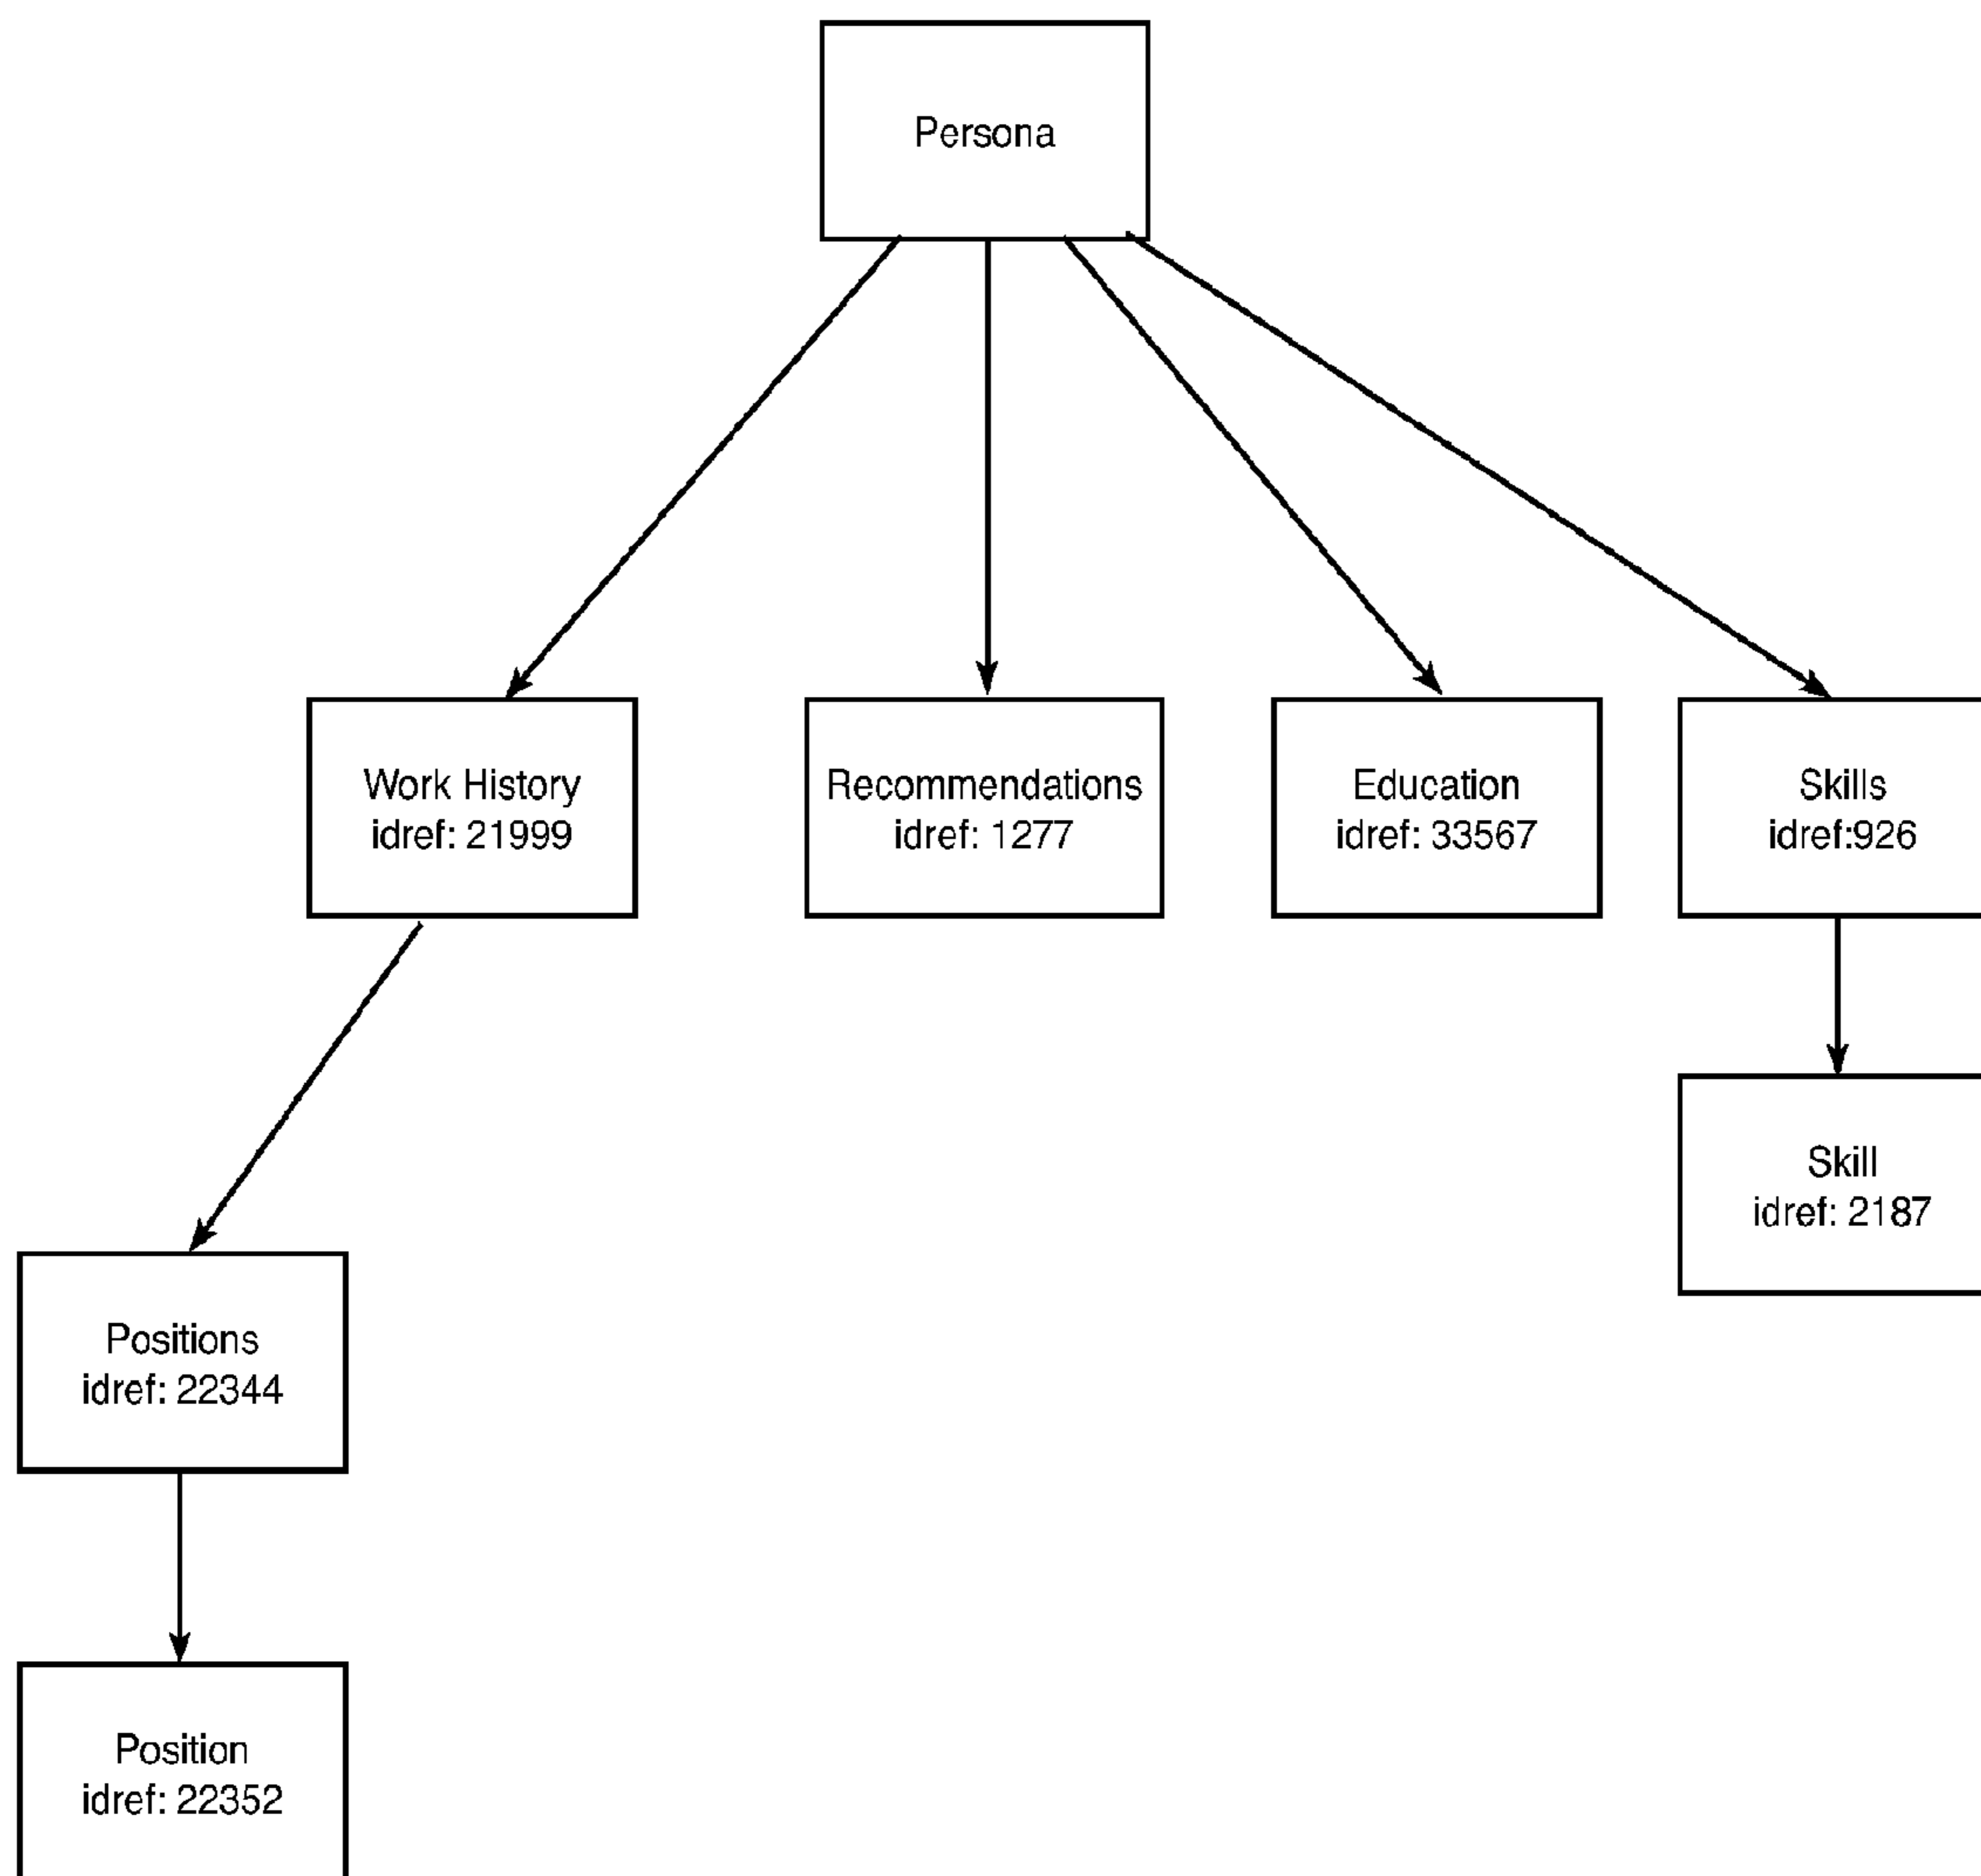 Persona
Work History
idref: 21999
Recommendations
idref: 1277
Education
idref: 33567
Skills
idref:926
Skill
idref: 2187
Positions
idref: 22344
Position
idref: 22352